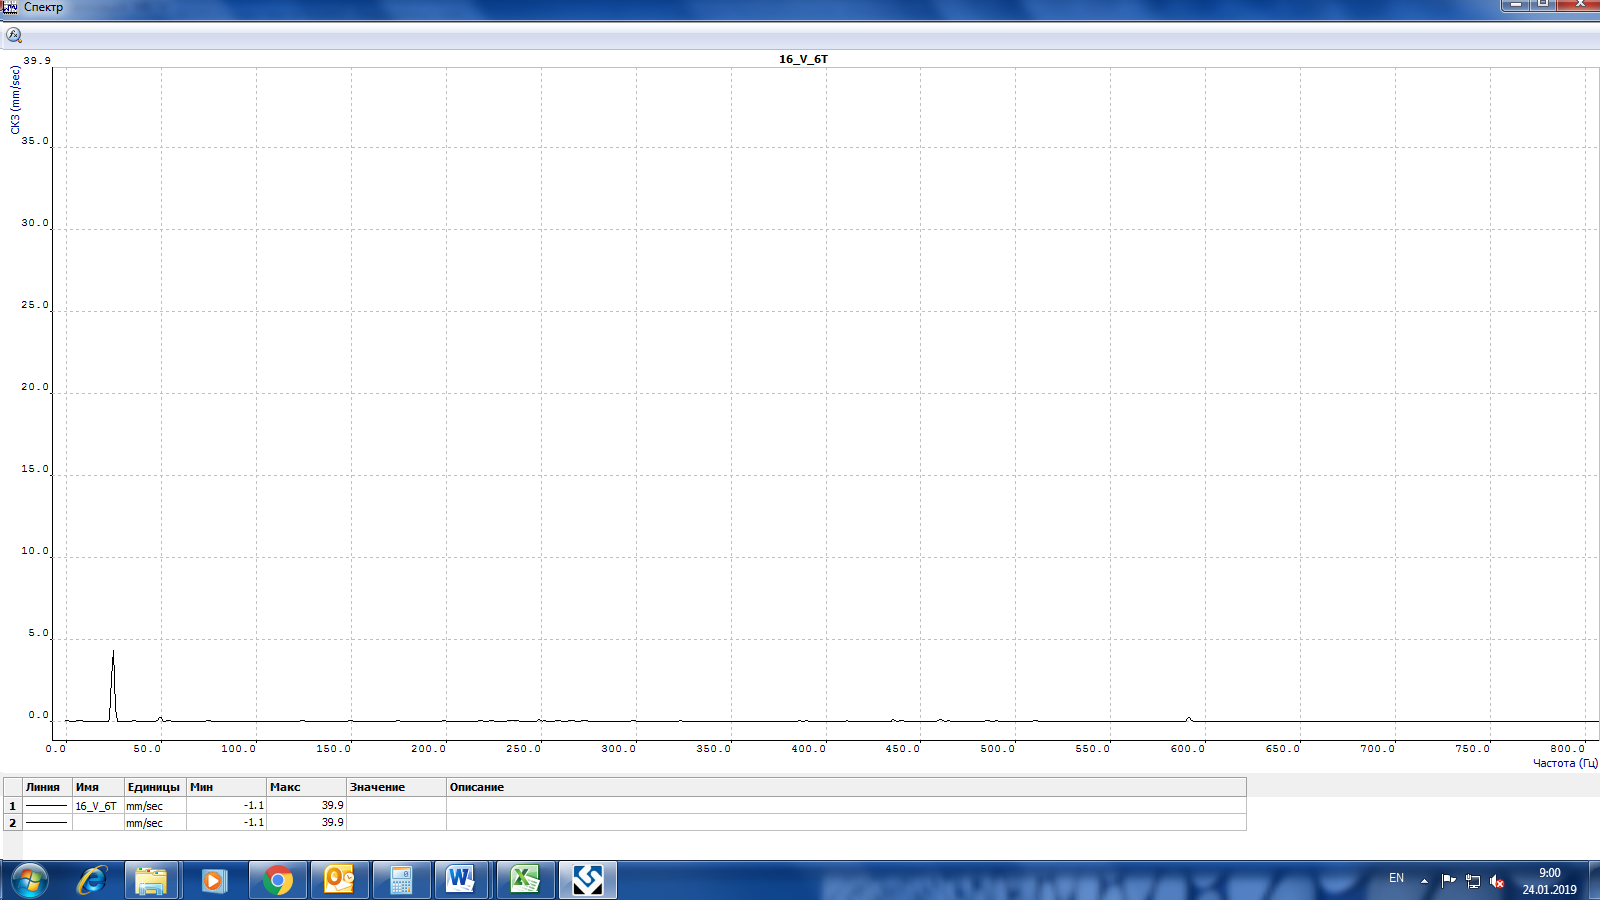 Спектр
16_V_6T
39.9
СКЗ (mm/sec)
35.0
30.0
25.0
20.0
15.0
10.0
5.0
0.0
0.0 50.0 100.0 150.0 200.0 250.0 300.0 350.0 400.0 450.0 500.0 550.0 600.0 650.0 700.0 750.0 800.0
Частота (Гц)
Линия Имя Единицы Мин Макс Значение Описание
1 16_V_6T mm/sec -1.1 39.9
2 mm/sec -1.1 39.9
EN
9:00
24.01.2019